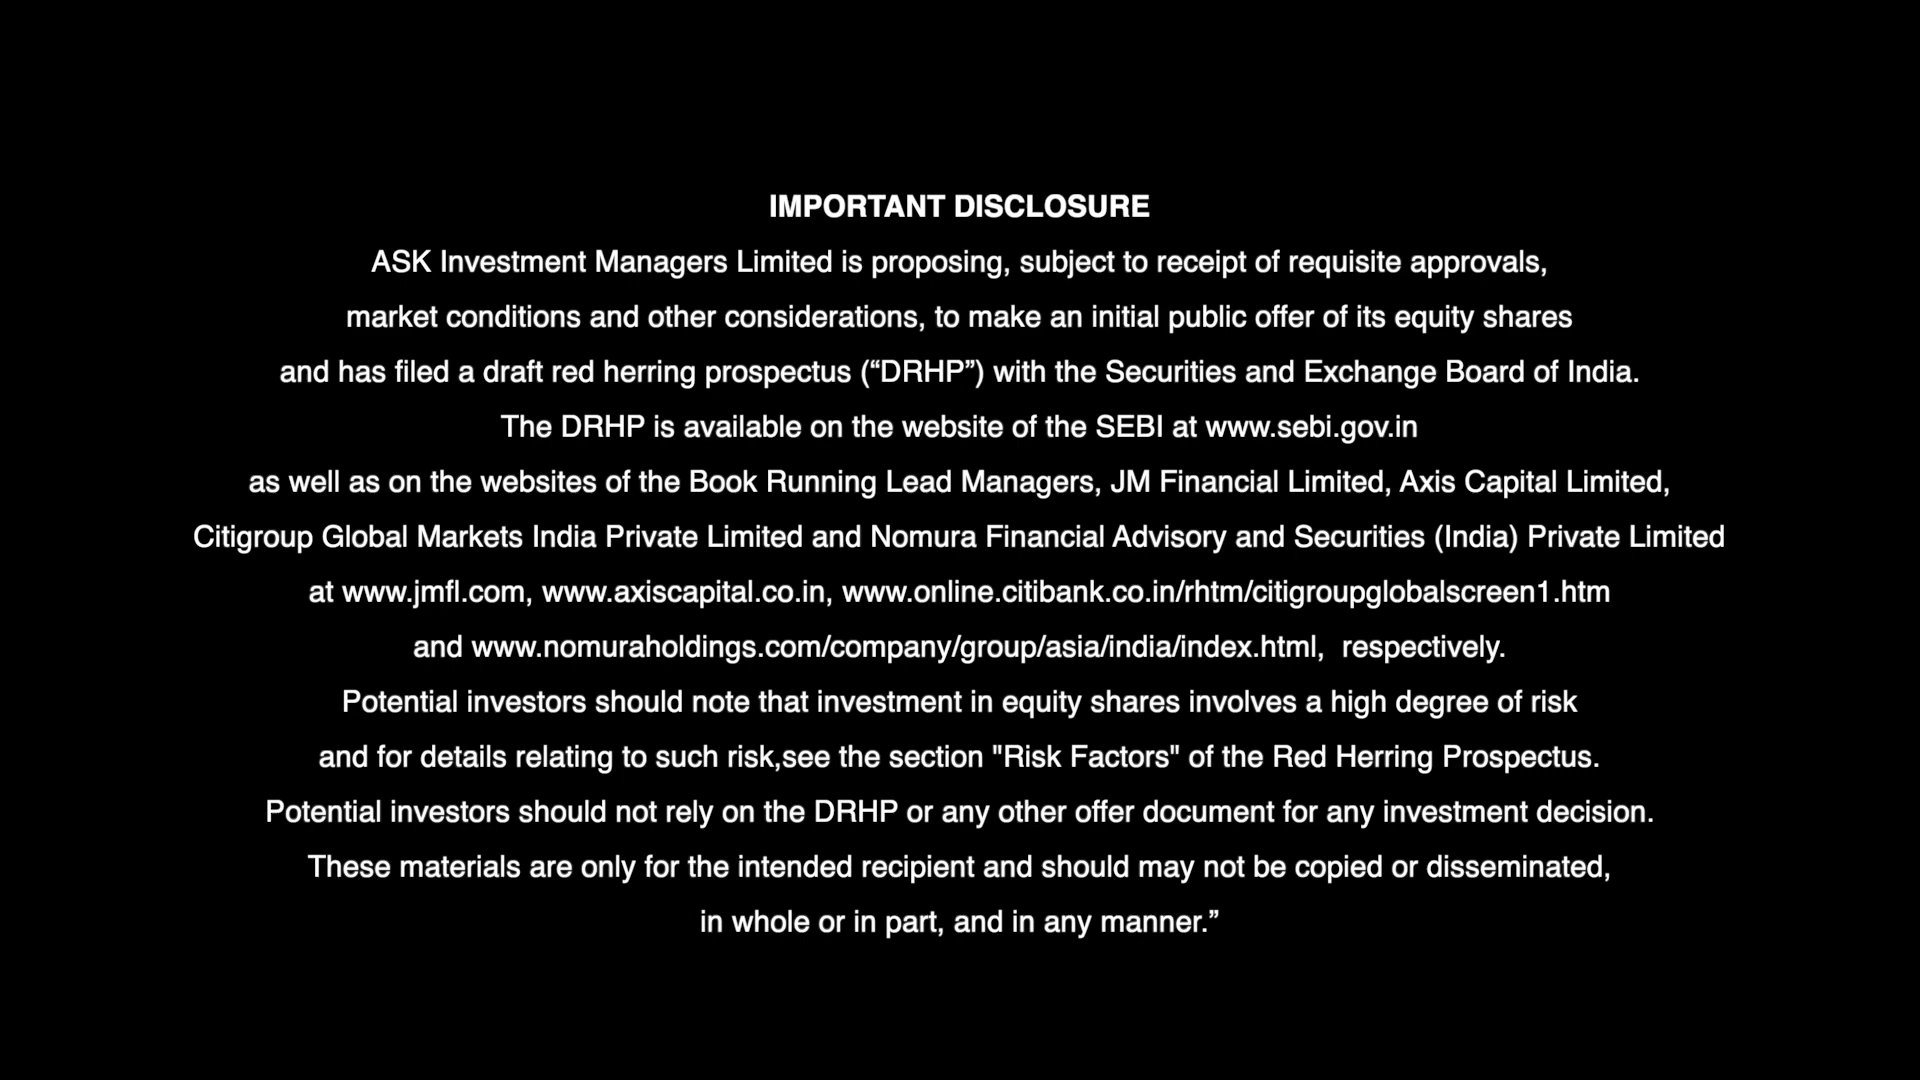 IMPORTANT DISCLOSURE
ASK Investment Managers Limited is proposing, subject to receipt of requisite approvals,
market conditions and other considerations, to make an initial public offer of its equity shares
and has filed a draft red herring prospectus (“DRHP”) with the Securities and Exchange Board of India.
The DRHP is available on the website of the SEBI at www.sebi.gov.in
as well as on the websites of the Book Running Lead Managers, JM Financial Limited, Axis Capital Limited,
Citigroup Global Markets India Private Limited and Nomura Financial Advisory and Securities (India) Private Limited
at www.jmfl.com, www.axiscapital.co.in, www.online.citibank.co.in/rhtm/citigroupglobalscreen1.htm
and www.nomuraholdings.com/company/group/asia/india/index.html,  respectively.
Potential investors should note that investment in equity shares involves a high degree of risk
and for details relating to such risk,see the section "Risk Factors" of the Red Herring Prospectus.
Potential investors should not rely on the DRHP or any other offer document for any investment decision.
These materials are only for the intended recipient and should may not be copied or disseminated,
in whole or in part, and in any manner.”